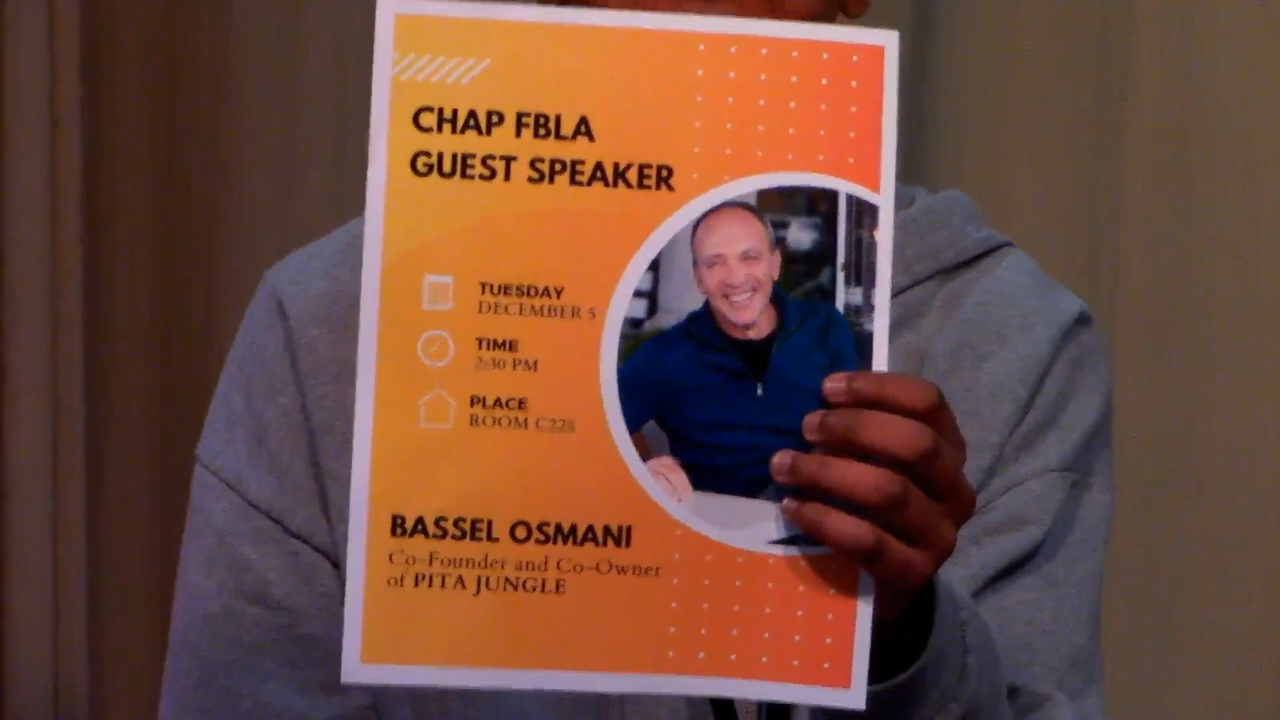 CHAP FBLA
GUEST SPEAKER
TUESDAY
DECEMBER 5
TIME
2:30 PM
PLACE
ROOM
BASSEL OSMANI
Co-Founder and Co-Owner
of PITA JUNGLE